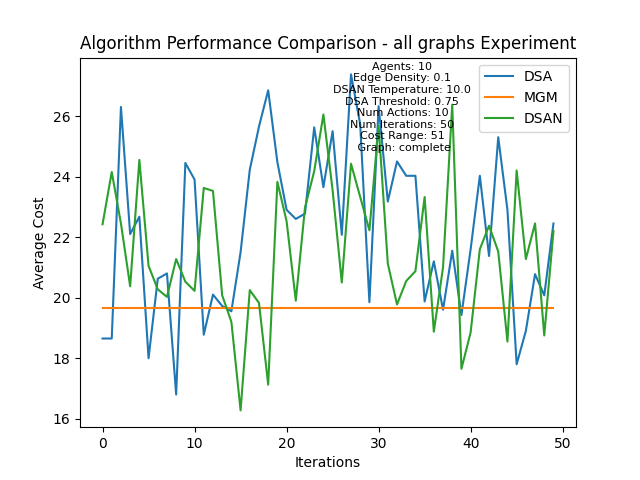 Algorithm Performance Comparison - all graphs Experiment
Agents: 10
Edge Density: 0.1
DSAN Temperature: 10.0
DSA Threshold: 0.75
Num Actions: 10
Num Iterations: 50
Cost Range: 51
Graph: complete
DSA
MGM
DSAN
Average Cost
26
24
22
20
18
16
0
10
20
30
40
50
Iterations